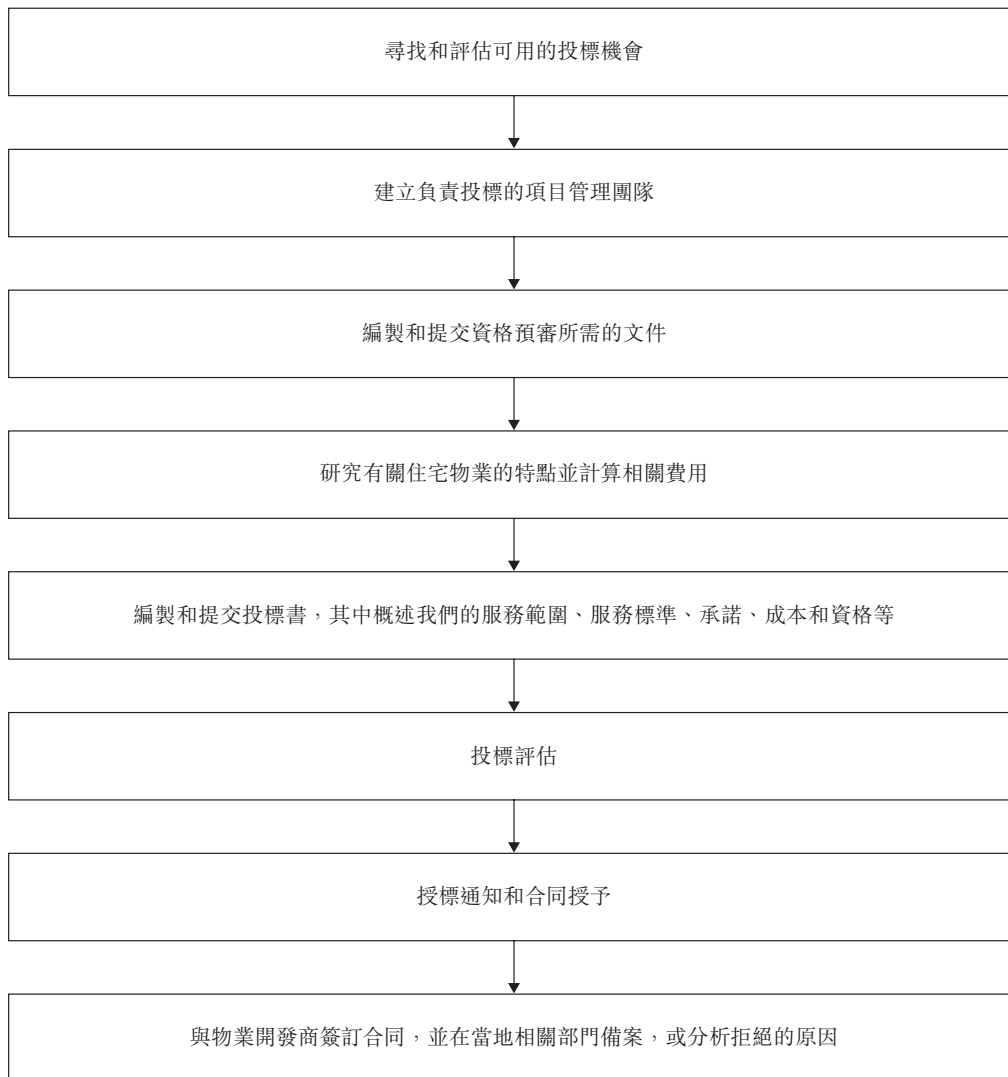 尋找和評估可用的投標機會
建立負責投標的項目管理團隊
編製和提交資格預審所需的文件
研究有關住宅物業的特點並計算相關費用
編製和提交投標書，其中概述我們的服務範圍、服務標準、承諾、成本和資格等
投標評估
授標通知和合同授予
與物業開發商簽訂合同，並在當地相關部門備案，或分析拒絕的原因